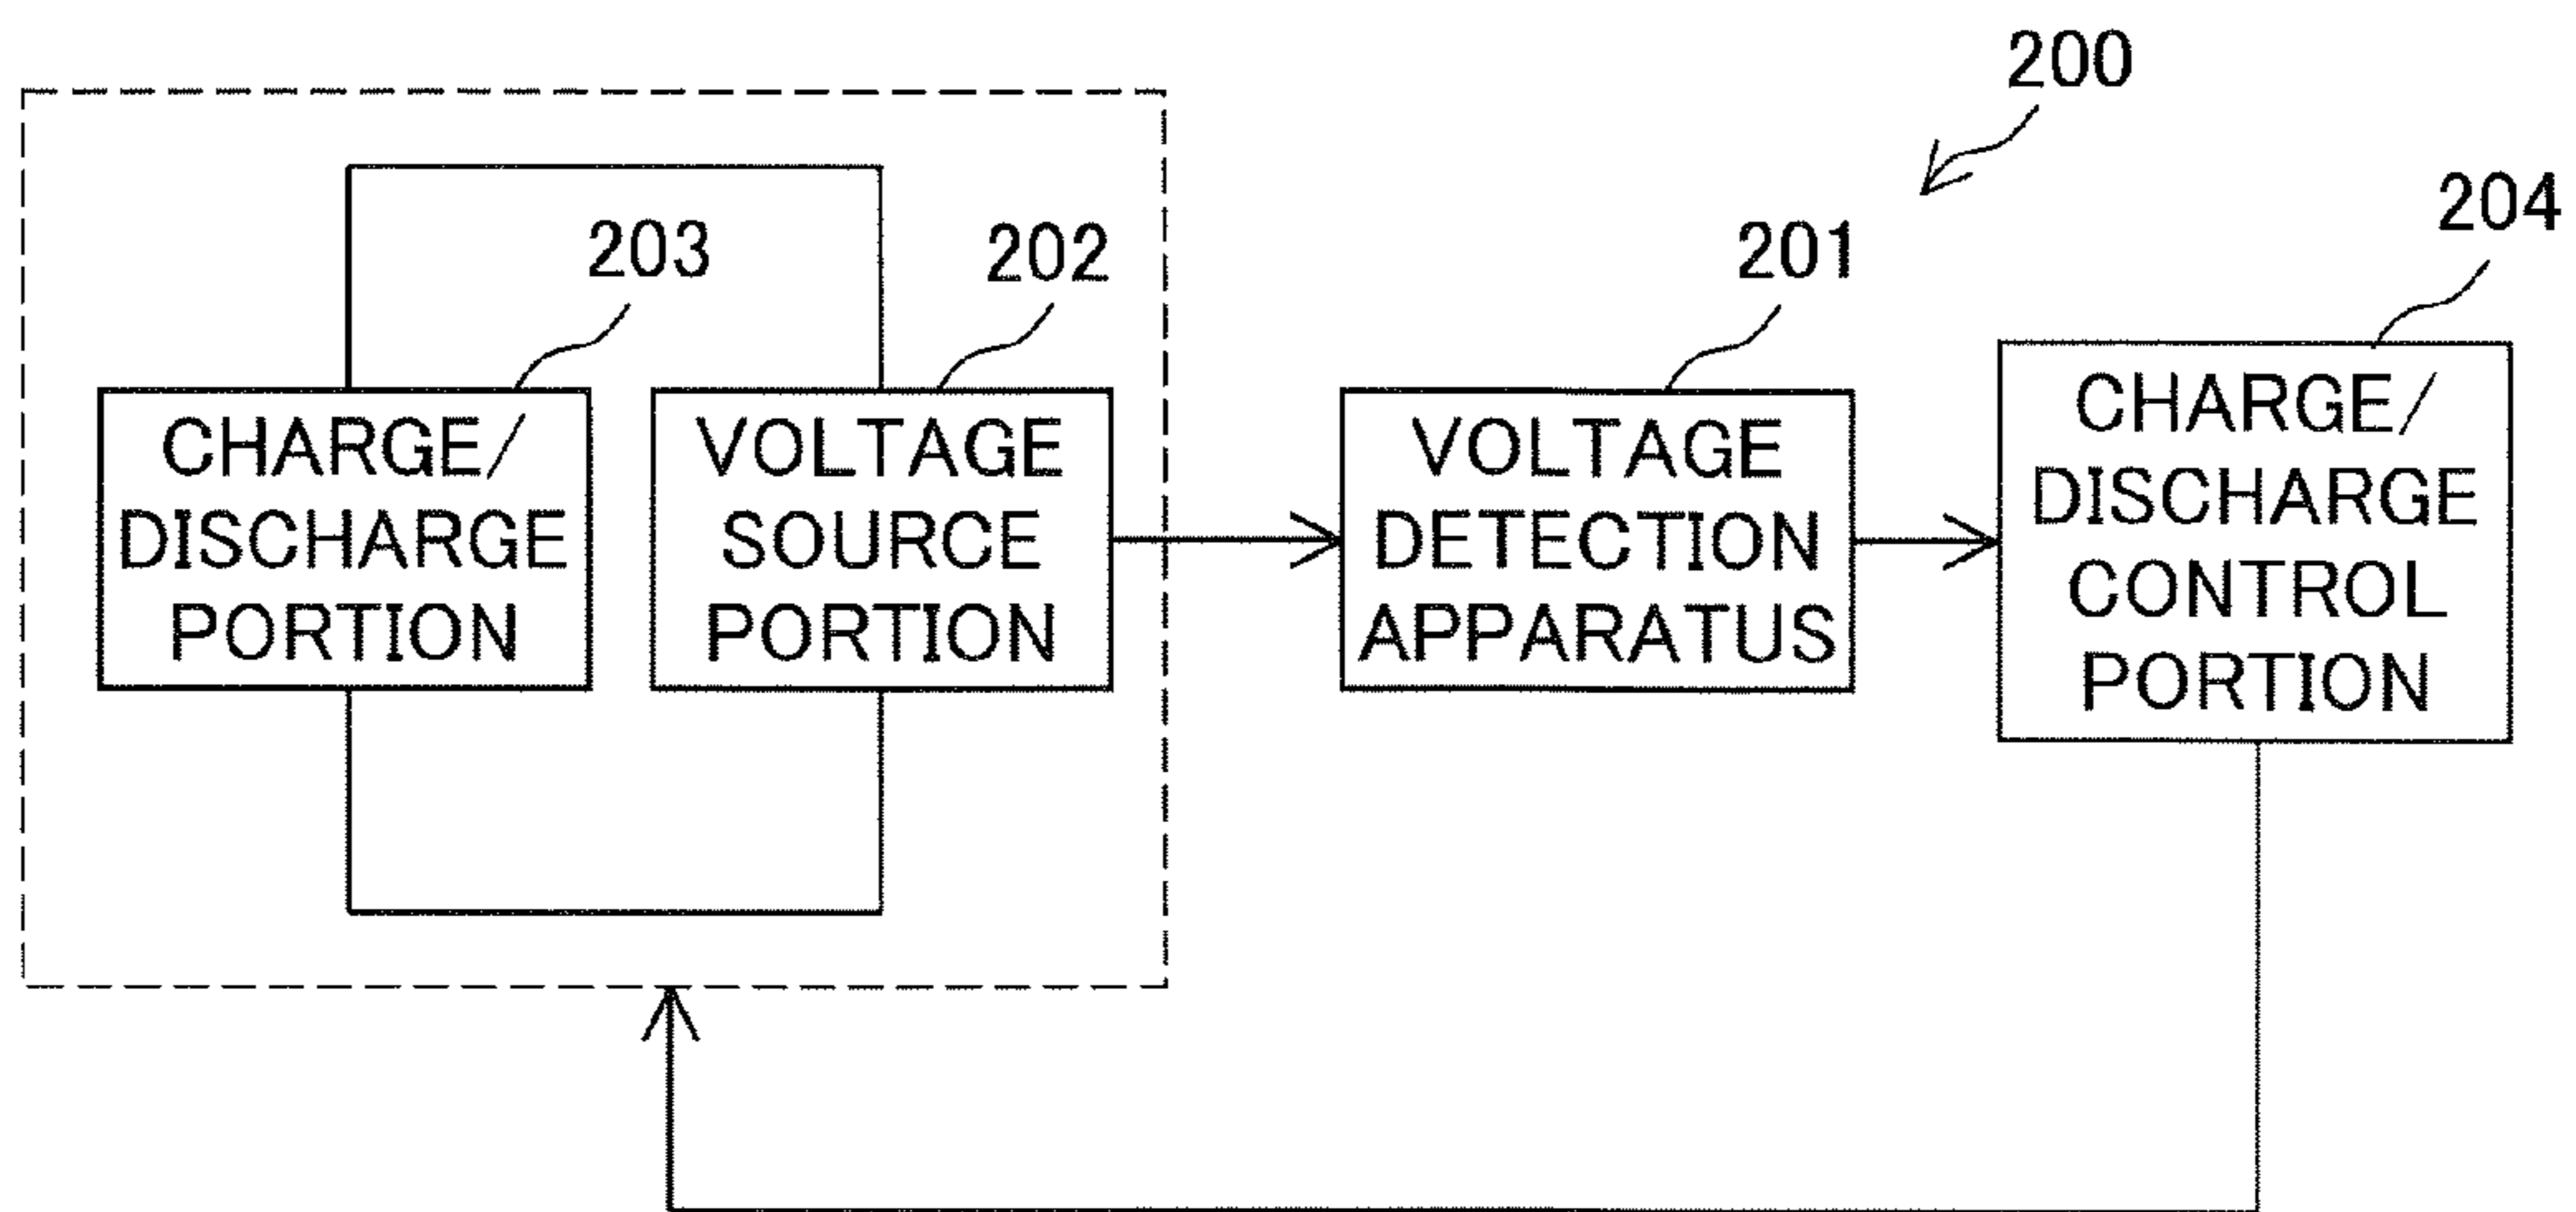 200
203
202
201
204
CHARGE/
DISCHARGE
PORTION
VOLTAGE
SOURCE
PORTION
VOLTAGE
DETECTION
APPARATUS
CHARGE/
DISCHARGE
CONTROL
PORTION